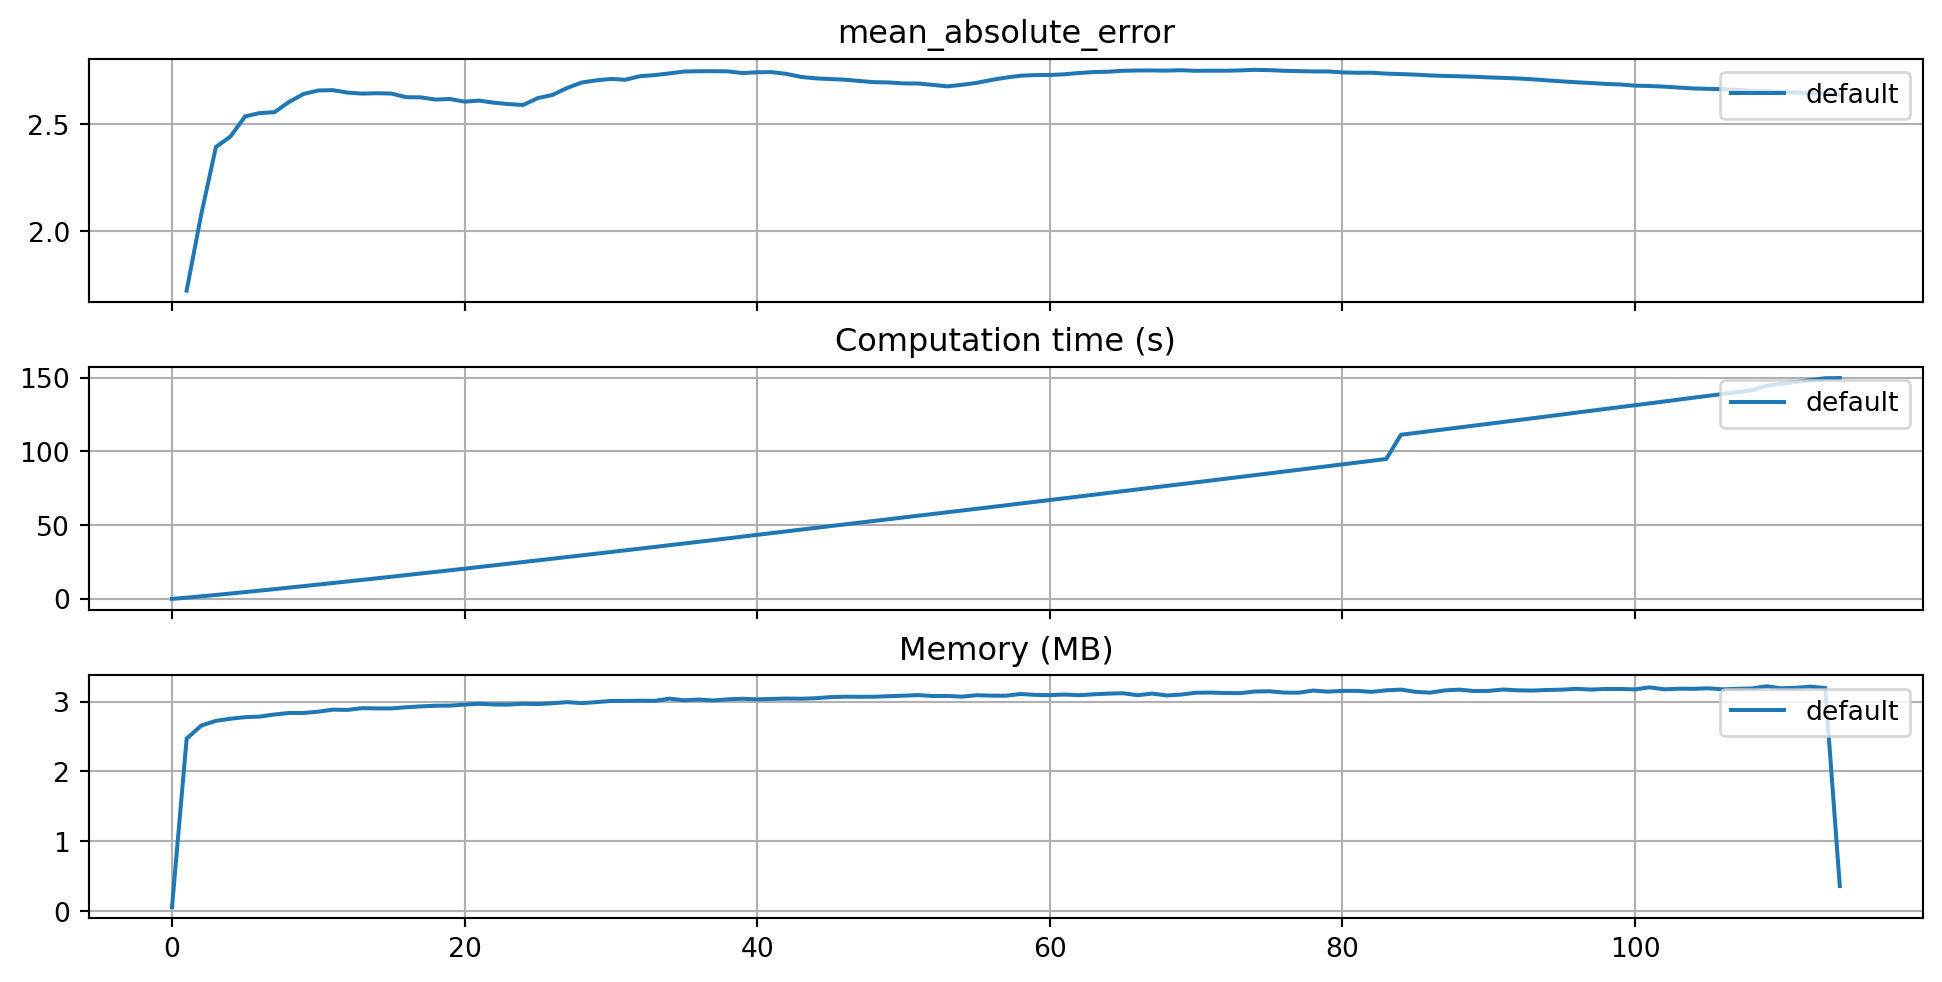 mean_absolute_error
2.5
2.0
default
Computation time (s)
150
100
50
0
default
Memory (MB)
3
2
1
0
default
0 20 40 60 80 100